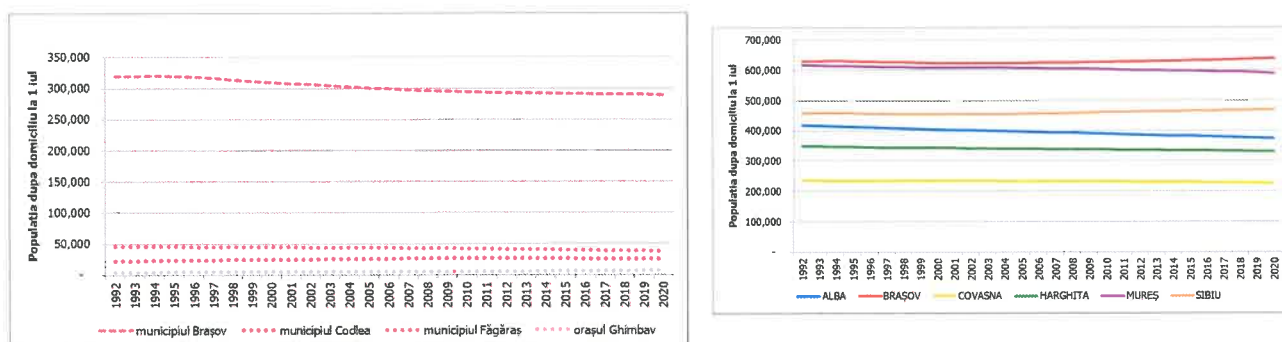 Populatia dupa domiciliu la 1 iul
350,000
300,000
250,000
200,000
150,000
100,000
50,000
-
1992 1993 1994 1995 1996 1997 1998 1999 2000 2001 2002 2003 2004 2005 2006 2007 2008 2009 2010 2011 2012 2013 2014 2015 2016 2017 2018 2019 2020
municipiul Brașov municipiul Codlea municipiul Făgăraș orașul Ghimbav
Populatia dupa domiciliu la 1 iul
700,000
600,000
500,000
400,000
300,000
200,000
100,000
-
1992 1993 1994 1995 1996 1997 1998 1999 2000 2001 2002 2003 2004 2005 2006 2007 2008 2009 2010 2011 2012 2013 2014 2015 2016 2017 2018 2019 2020
ALBA BRAȘOV COVASNA HARGHITA MUREȘ SIBIU